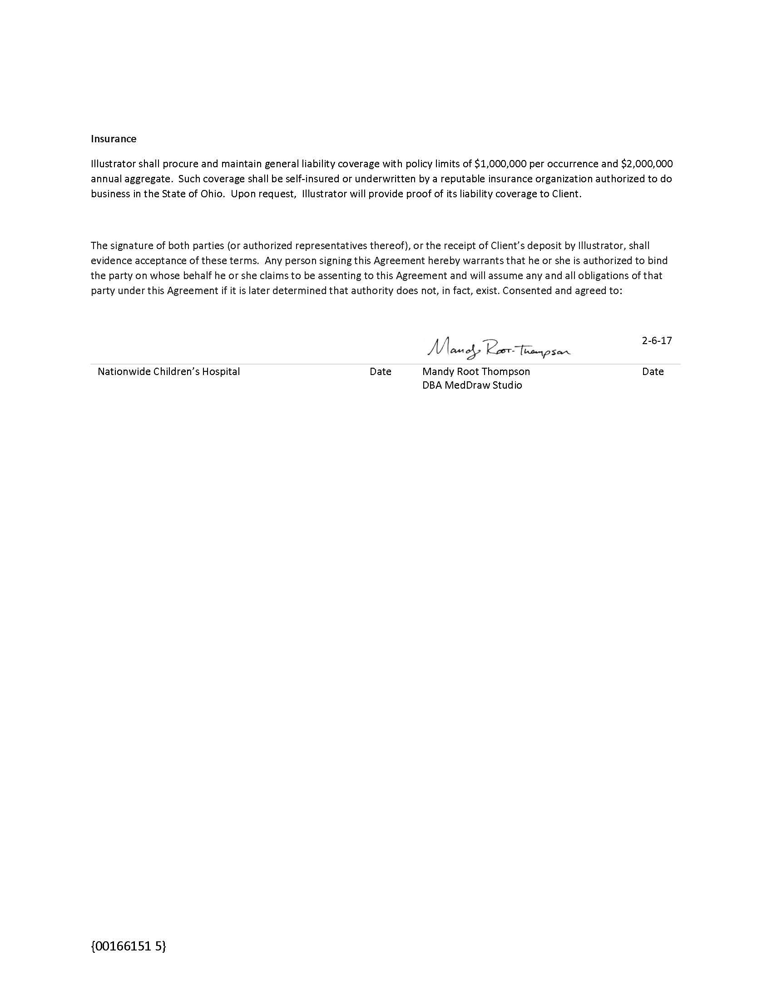 Insurance
Illustrator shall procure and maintain general liability coverage with policy limits of $1,000,000 per occurrence and $2,000,000
annual aggregate.  Such coverage shall be self-insured or underwritten by a reputable insurance organization authorized to do
business in the State of Ohio.  Upon request,  Illustrator will provide proof of its liability coverage to Client.
The signature of both parties (or authorized representatives thereof), or the receipt of Client’s deposit by Illustrator, shall
evidence acceptance of these terms.  Any person signing this Agreement hereby warrants that he or she is authorized to bind
the party on whose behalf he or she claims to be assenting to this Agreement and will assume any and all obligations of that
party under this Agreement if it is later determined that authority does not, in fact, exist. Consented and agreed to:
Mandy Root-Thompson 2-6-17
Nationwide Children’s Hospital Date Mandy Root Thompson Date
DBA MedDraw Studio
{00166151 5}